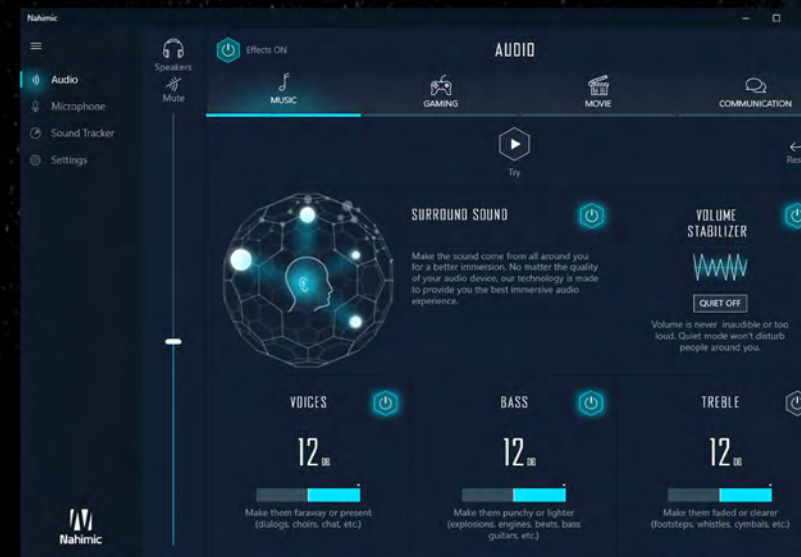 Nahimic
Audio
Microphone
Sound Tracker
Settings
Nahimic
Speakers
Mute
Effects ON
AUDIO
MUSIC
GAMING
MOVIE
COMMUNICATION
Try
Res
SURROUND SOUND
Make the sound come from all around you
for a better immersion. No matter the quality
of your audio device, our technology is made
to provide you the best immersive audio
experience.
VOLUME
STABILIZER
QUIET OFF
Volume is never inaudible or too
loud. Quiet mode won't disturb
people around you.
VOICES
12 DB
Make them faraway or present
(dialogs, choirs, chat, etc.)
BASS
12 DB
Make them punchy or lighter
(explosions, engines, beats, bass
guitars, etc.)
TREBLE
12 DB
Make them faded or clearer
(footsteps, whistles, cymbals, etc.)